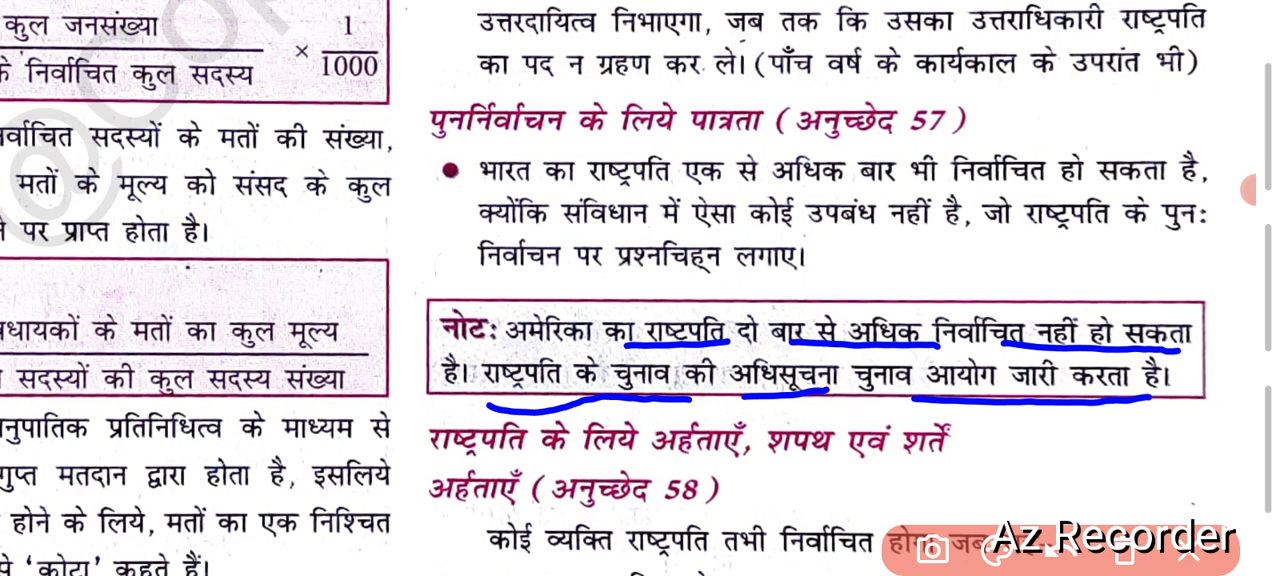 कुल जनसंख्या
निर्वाचित कुल सदस्य
× 1/1000
सदस्यों के मतों की संख्या,
मतों के मूल्य को संसद के कुल
पर प्राप्त होता है।
के मतों का कुल मूल्य
सदस्यों की कुल सदस्य संख्या
प्रतिनिधित्व के माध्यम से
गुप्त मतदान द्वारा होता है, इसलिये
होने के लिये, मतों का एक निश्चित
'कोटा' कहते हैं।
उत्तरदायित्व निभाएगा, जब तक कि उसका उत्तराधिकारी राष्ट्रपति
का पद न ग्रहण कर ले। (पाँच वर्ष के कार्यकाल के उपरांत भी)
पुनर्निर्वाचन के लिये पात्रता (अनुच्छेद 57)
● भारत का राष्ट्रपति एक से अधिक बार भी निर्वाचित हो सकता है,
क्योंकि संविधान में ऐसा कोई उपबंध नहीं है, जो राष्ट्रपति के पुन:
निर्वाचन पर प्रश्नचिह्न लगाए।
नोट: अमेरिका का राष्टपति दो बार से अधिक निर्वाचित नहीं हो सकता
है। राष्ट्रपति के चुनाव की अधिसूचना चुनाव आयोग जारी करता है।
राष्ट्रपति के लिये अर्हताएँ, शपथ एवं शर्तें
अर्हताएँ (अनुच्छेद 58)
कोई व्यक्ति राष्ट्रपति तभी निर्वाचित
Az Recorder